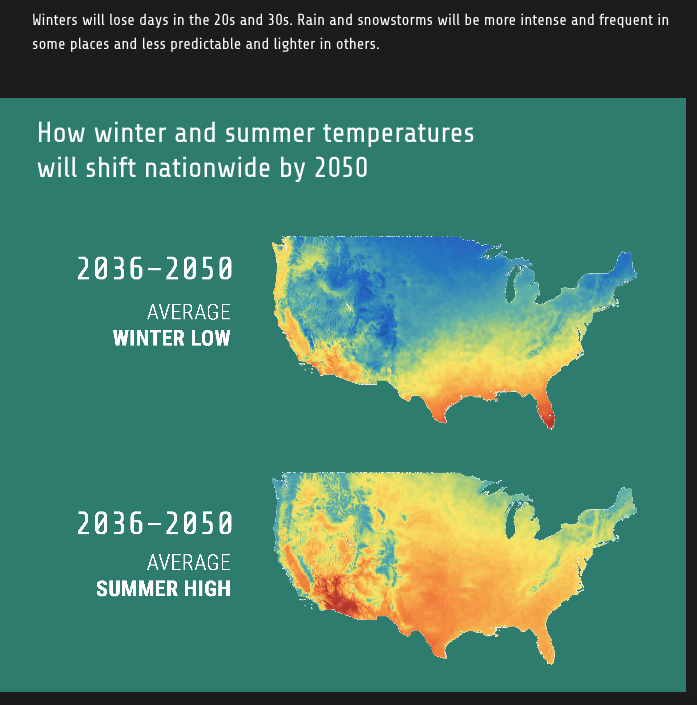 Winters will lose days in the 20s and 30s. Rain and snowstorms will be more intense and frequent in
some places and less predictable and lighter in others.
How winter and summer temperatures
will shift nationwide by 2050
2036–2050
AVERAGE
WINTER LOW
2036–2050
AVERAGE
SUMMER HIGH